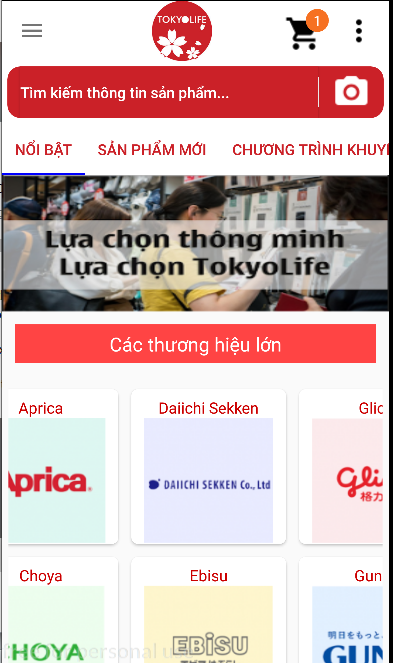 TOKYOLIFE
1
Tìm kiếm thông tin sản phẩm...
NỔI BẬT SẢN PHẨM MỚI CHƯƠNG TRÌNH KHUYẾ
Lựa chọn thông minh
Lựa chọn TokyoLife
Các thương hiệu lớn
Aprica Daiichi Sekken Glic
Aprica. DAIICHI SEKKEN Co., Ltd Gli
格力
Choya Ebisu Gun
明日をもっと、
HOYA EBiSU GUN
personal u